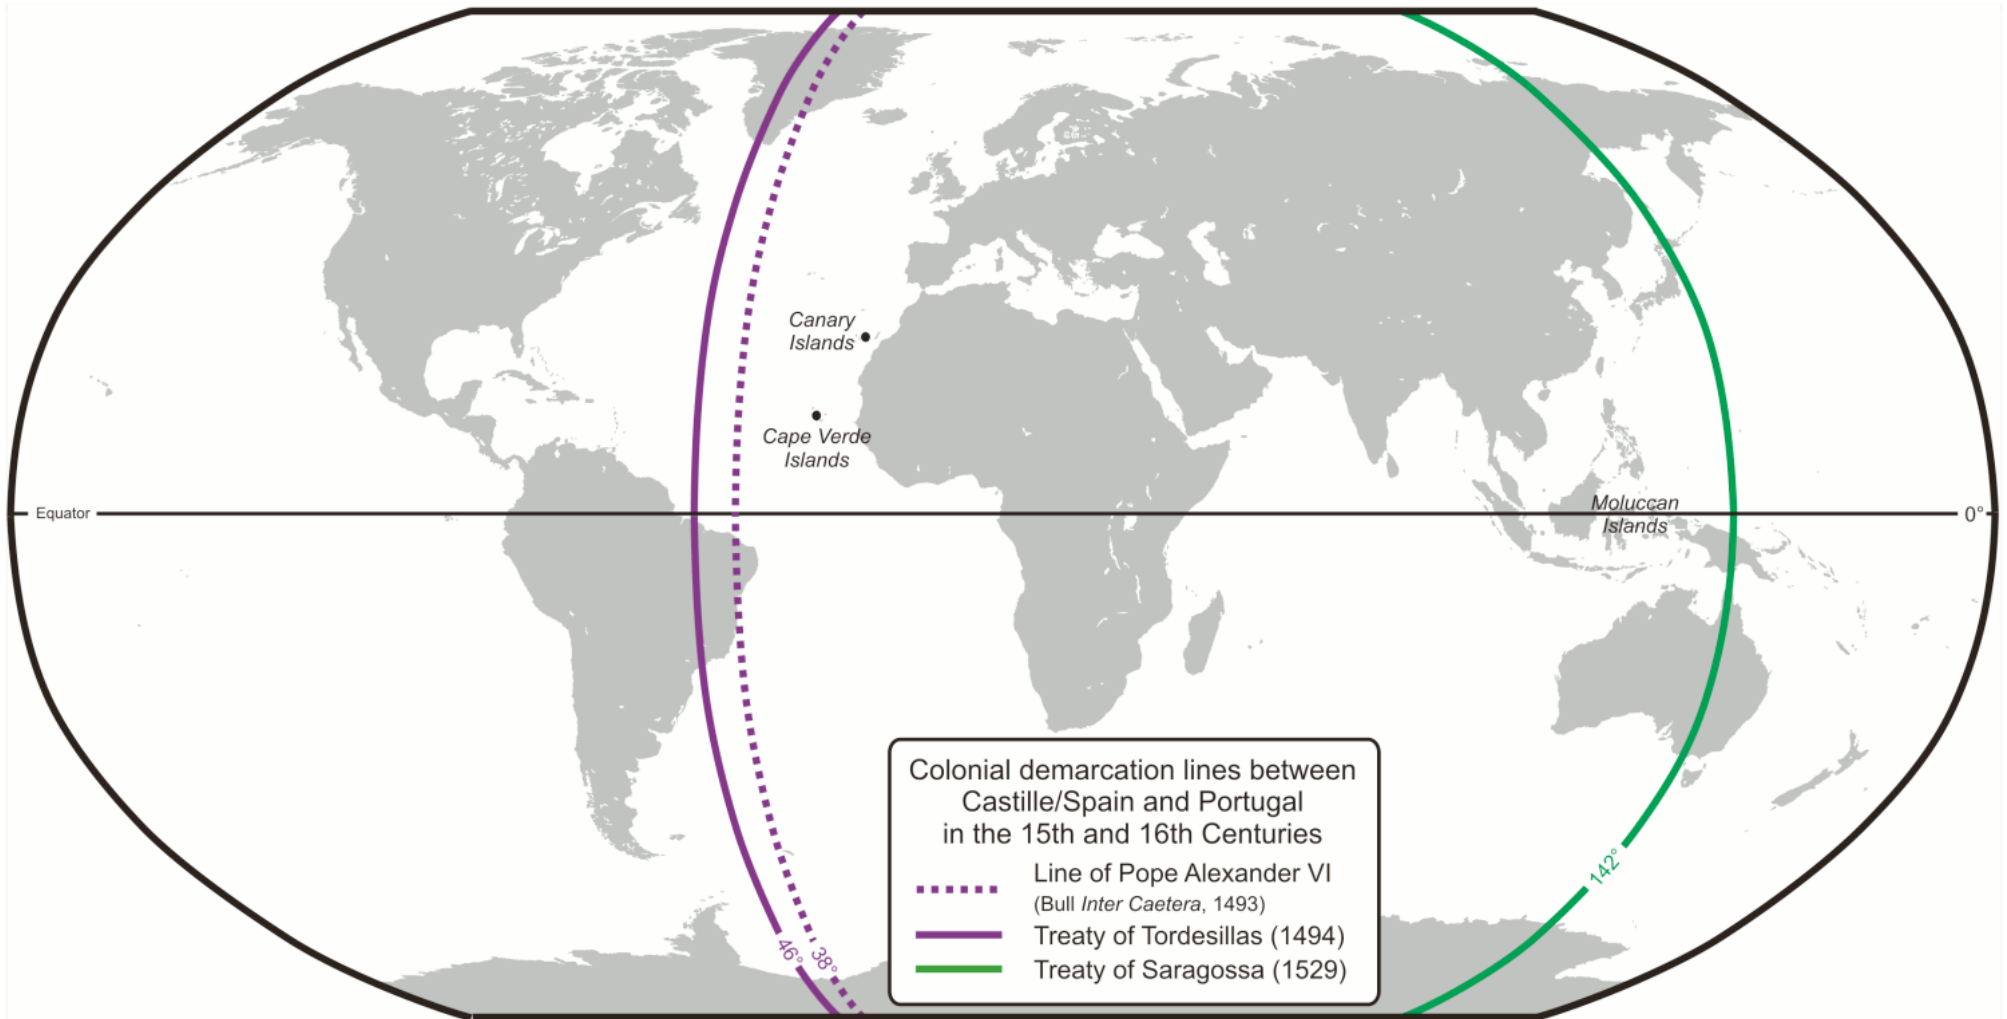 Canary
Islands
Cape Verde
Islands
Equator
Moluccan
Islands
0°
Colonial demarcation lines between
Castille/Spain and Portugal
in the 15th and 16th Centuries
Line of Pope Alexander VI
(Bull Inter Caetera, 1493)
Treaty of Tordesillas (1494)
Treaty of Saragossa (1529)
46°
38°
142°